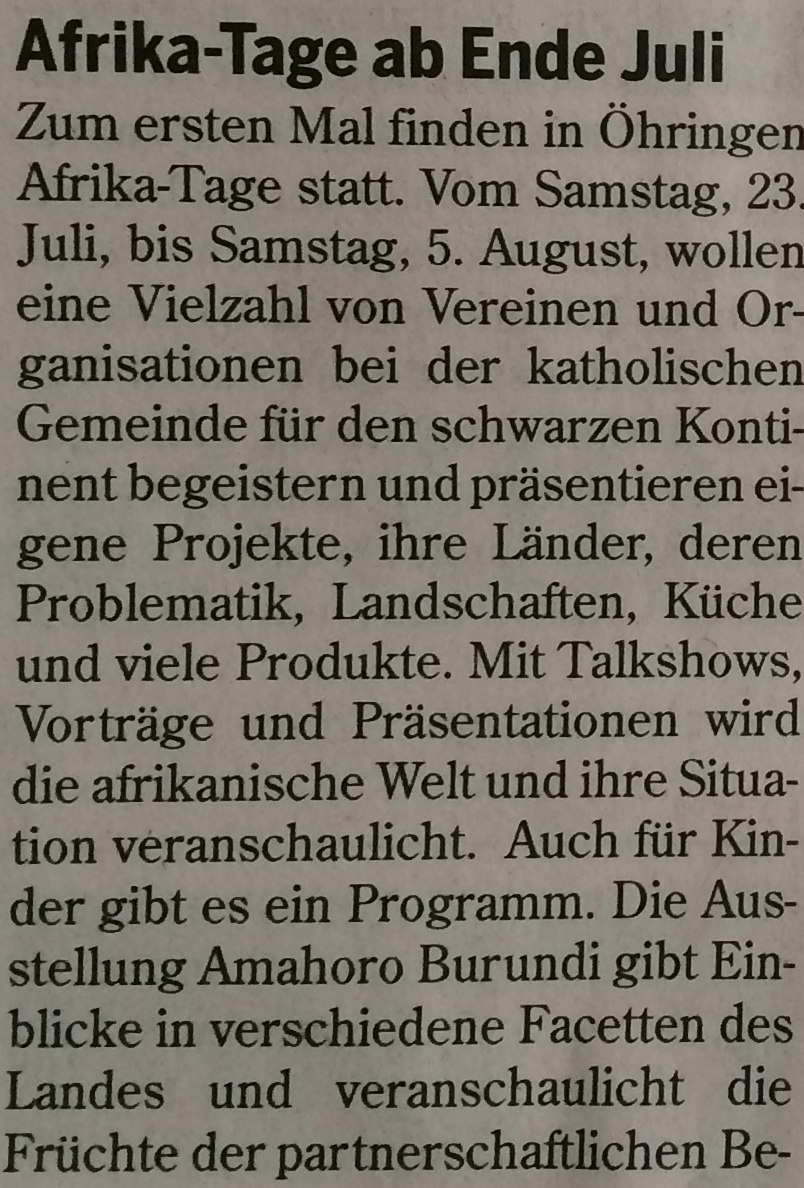 Afrika-Tage ab Ende Juli
Zum ersten Mal finden in Öhringen
Afrika-Tage statt. Vom Samstag, 23.
Juli, bis Samstag, 5. August, wollen
eine Vielzahl von Vereinen und Or-
ganisationen bei der katholischen
Gemeinde für den schwarzen Konti-
nent begeistern und präsentieren ei-
gene Projekte, ihre Länder, deren
Problematik, Landschaften, Küche
und viele Produkte. Mit Talkshows,
Vorträge und Präsentationen wird
die afrikanische Welt und ihre Situa-
tion veranschaulicht. Auch für Kin-
der gibt es ein Programm. Die Aus-
stellung Amahoro Burundi gibt Ein-
blicke in verschiedene Facetten des
Landes und veranschaulicht die
Früchte der partnerschaftlichen Be-